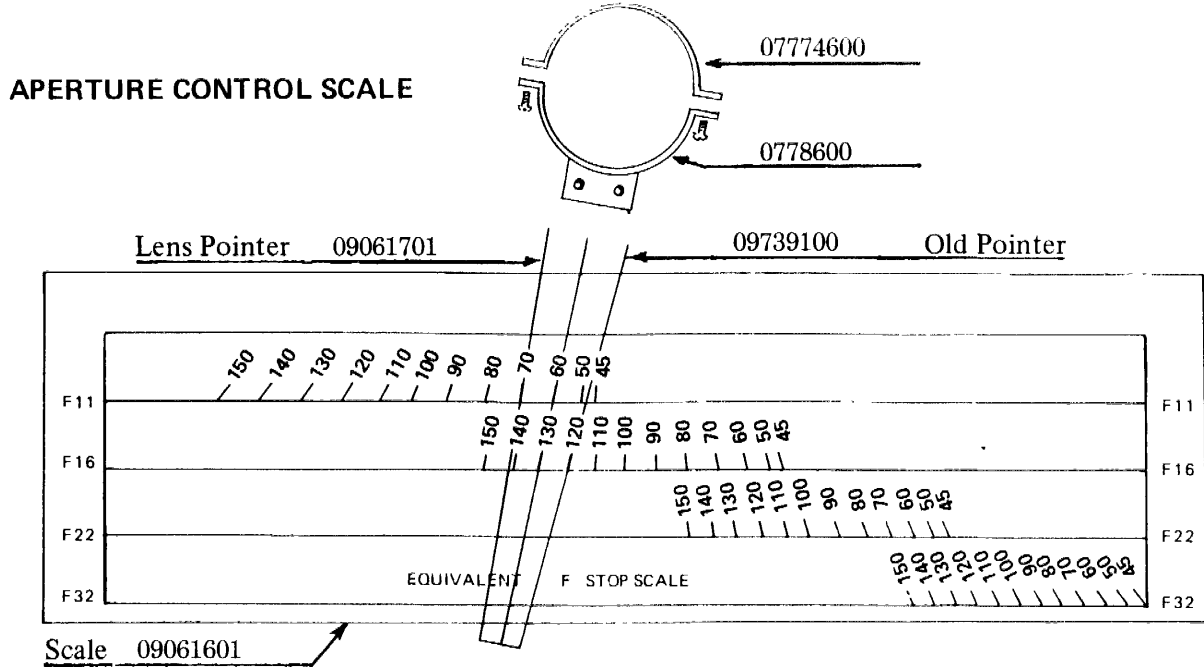 07774600
APERTURE CONTROL SCALE
0778600
Lens Pointer 09061701
09739100 Old Pointer
150 140 130 120 110 100 90 80 70 60 50 45
F11 F11
150 140 130 120 110 100 90 80 70 60 50 45
F16 F16
150 140 130 120 110 100 90 80 70 60 50 45
F22 F22
150 140 130 120 110 100 90 80 70 60 50 45
EQUIVALENT F STOP SCALE
F32 F32
Scale 09061601